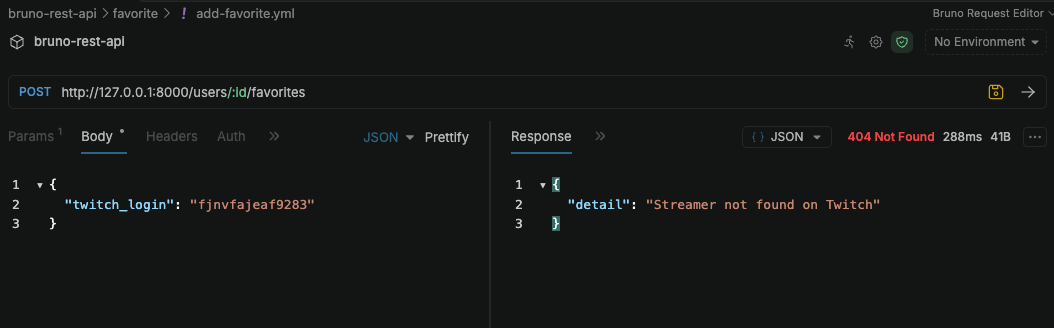 bruno-rest-api > favorite > ! add-favorite.yml
Bruno Request Editor
bruno-rest-api
No Environment
POST http://127.0.0.1:8000/users/:id/favorites
Params 1 Body Headers Auth >> JSON Prettify
Response >> { } JSON 404 Not Found 288ms 41B ...
1 {
2 "twitch_login": "fjnvfajeaf9283"
3 }
1 {
2 "detail": "Streamer not found on Twitch"
3 }